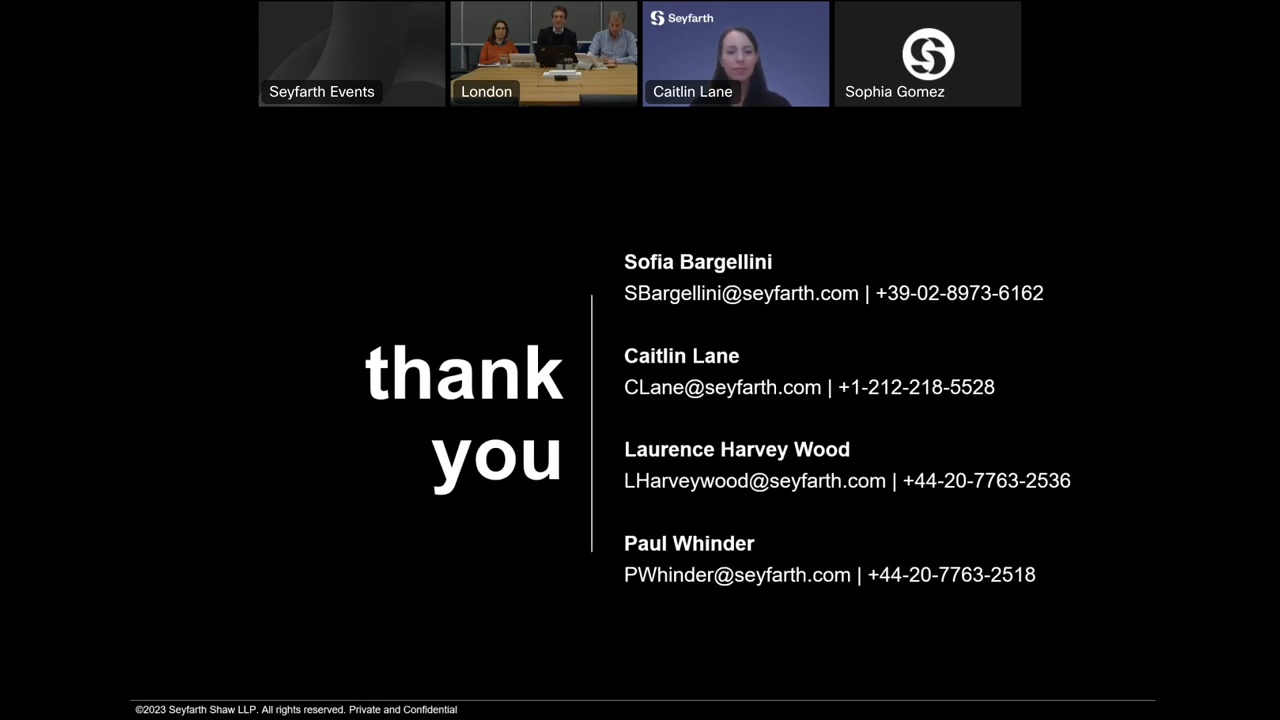 Seyfarth
Seyfarth Events
London
Caitlin Lane
Sophia Gomez
thank
you
Sofia Bargellini
SBargellini@seyfarth.com | +39-02-8973-6162
Caitlin Lane
CLane@seyfarth.com | +1-212-218-5528
Laurence Harvey Wood
LHarveywood@seyfarth.com | +44-20-7763-2536
Paul Whinder
PWhinder@seyfarth.com | +44-20-7763-2518
©2023 Seyfarth Shaw LLP. All rights reserved. Private and Confidential